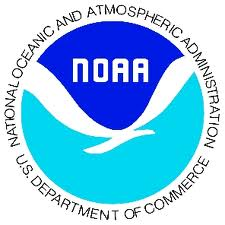 NATIONAL OCEANIC AND ATMOSPHERIC ADMINISTRATION
NOAA
U.S. DEPARTMENT OF COMMERCE